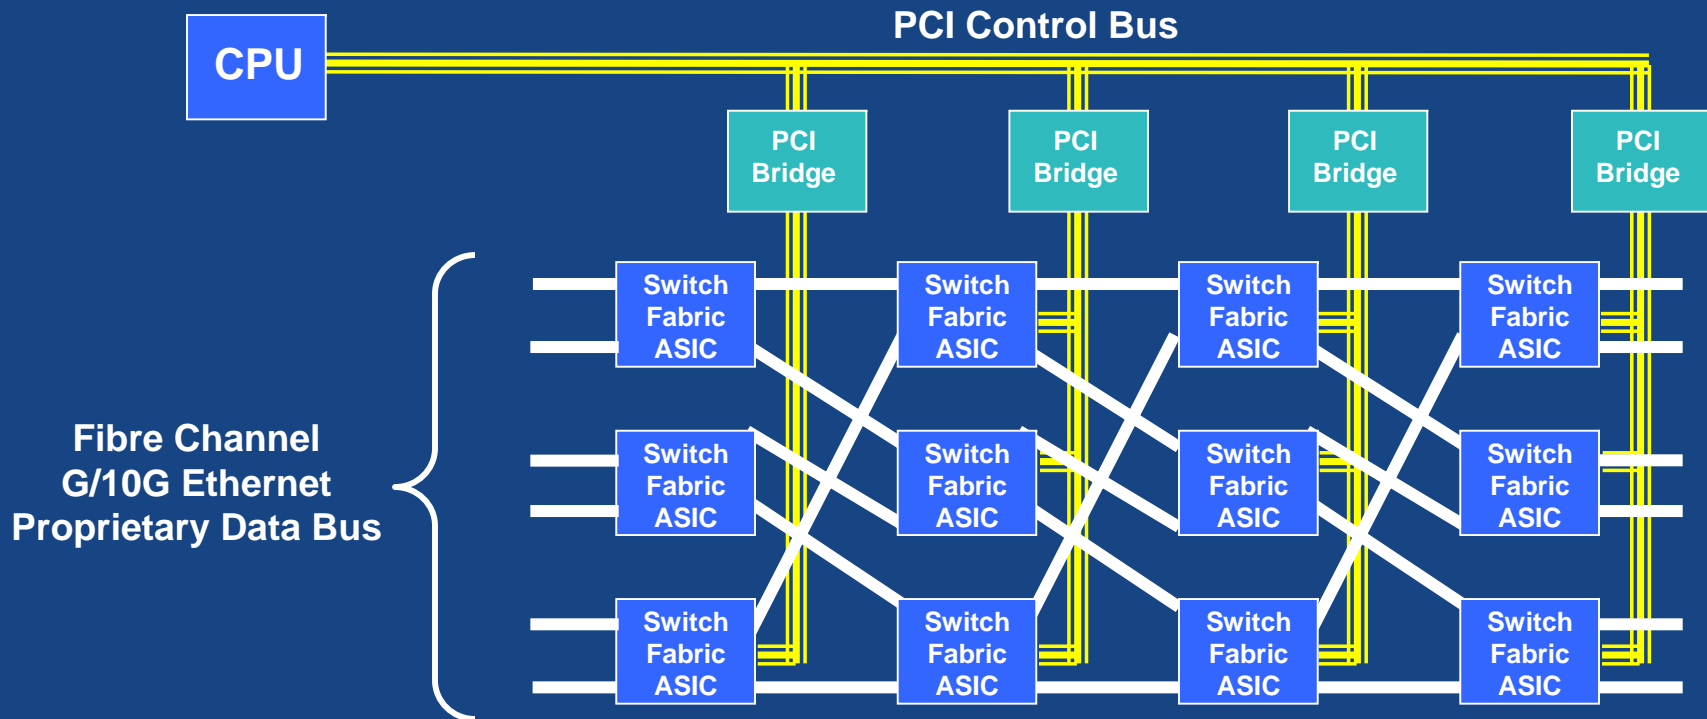 PCI Control Bus
CPU
PCI
Bridge
PCI
Bridge
PCI
Bridge
PCI
Bridge
Switch
Fabric
ASIC
Switch
Fabric
ASIC
Switch
Fabric
ASIC
Switch
Fabric
ASIC
Fibre Channel
G/10G Ethernet
Proprietary Data Bus
Switch
Fabric
ASIC
Switch
Fabric
ASIC
Switch
Fabric
ASIC
Switch
Fabric
ASIC
Switch
Fabric
ASIC
Switch
Fabric
ASIC
Switch
Fabric
ASIC
Switch
Fabric
ASIC